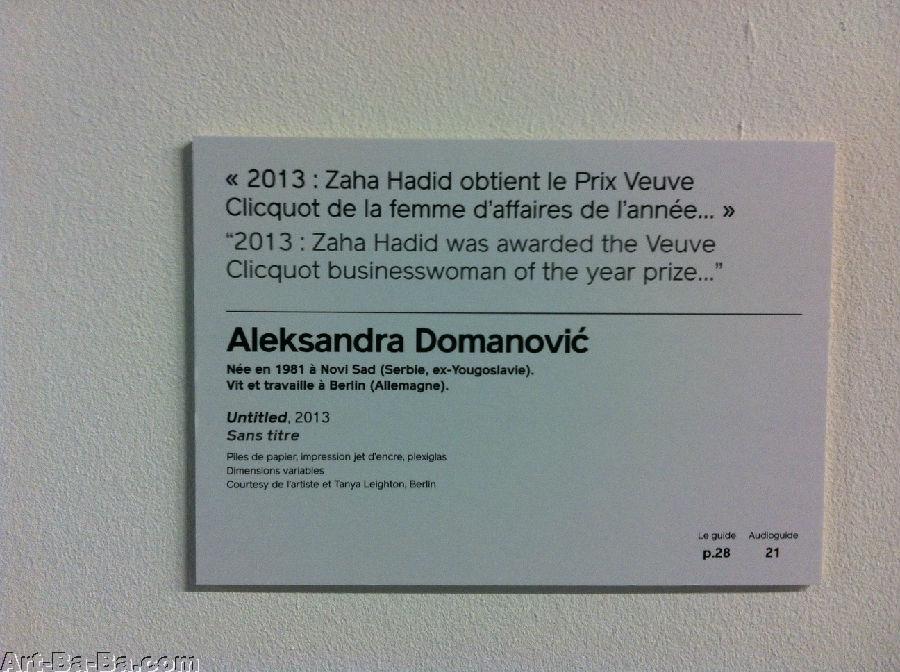 « 2013 : Zaha Hadid obtient le Prix Veuve
Clicquot de la femme d'affaires de l'année... »
“2013 : Zaha Hadid was awarded the Veuve
Clicquot businesswoman of the year prize...”
Aleksandra Domanović
Née en 1981 à Novi Sad (Serbie, ex-Yougoslavie).
Vit et travaille à Berlin (Allemagne).
Untitled, 2013
Sans titre
Piles de papier, impression jet d'encre, plexiglas
Dimensions variables
Courtesy de l'artiste et Tanya Leighton, Berlin
Le guide Audioguide
p.28 21
Art-Ba-Ba.com